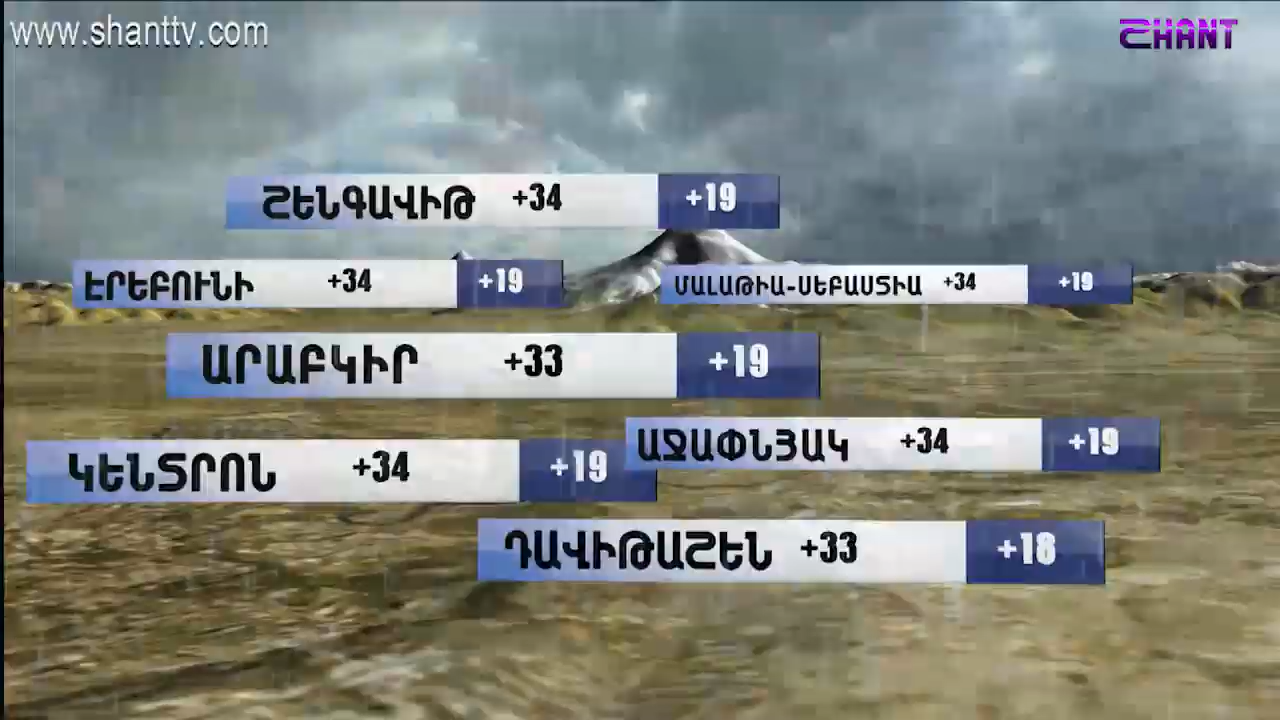 www.shanttv.com
SHANT
ՇԵՆԳԱՎԻԹ +34 +19
ԷՐԵԲՈՒՆԻ +34 +19
ՄԱԼԱԹԻԱ-ՍԵԲԱՍՏԻԱ +34 +19
ԱՐԱԲԿԻՐ +33 +19
ԱՋԱՓՆՅԱԿ +34 +19
ԿԵՆՏՐՈՆ +34 +19
ԴԱՎԻԹԱՇԵՆ +33 +18